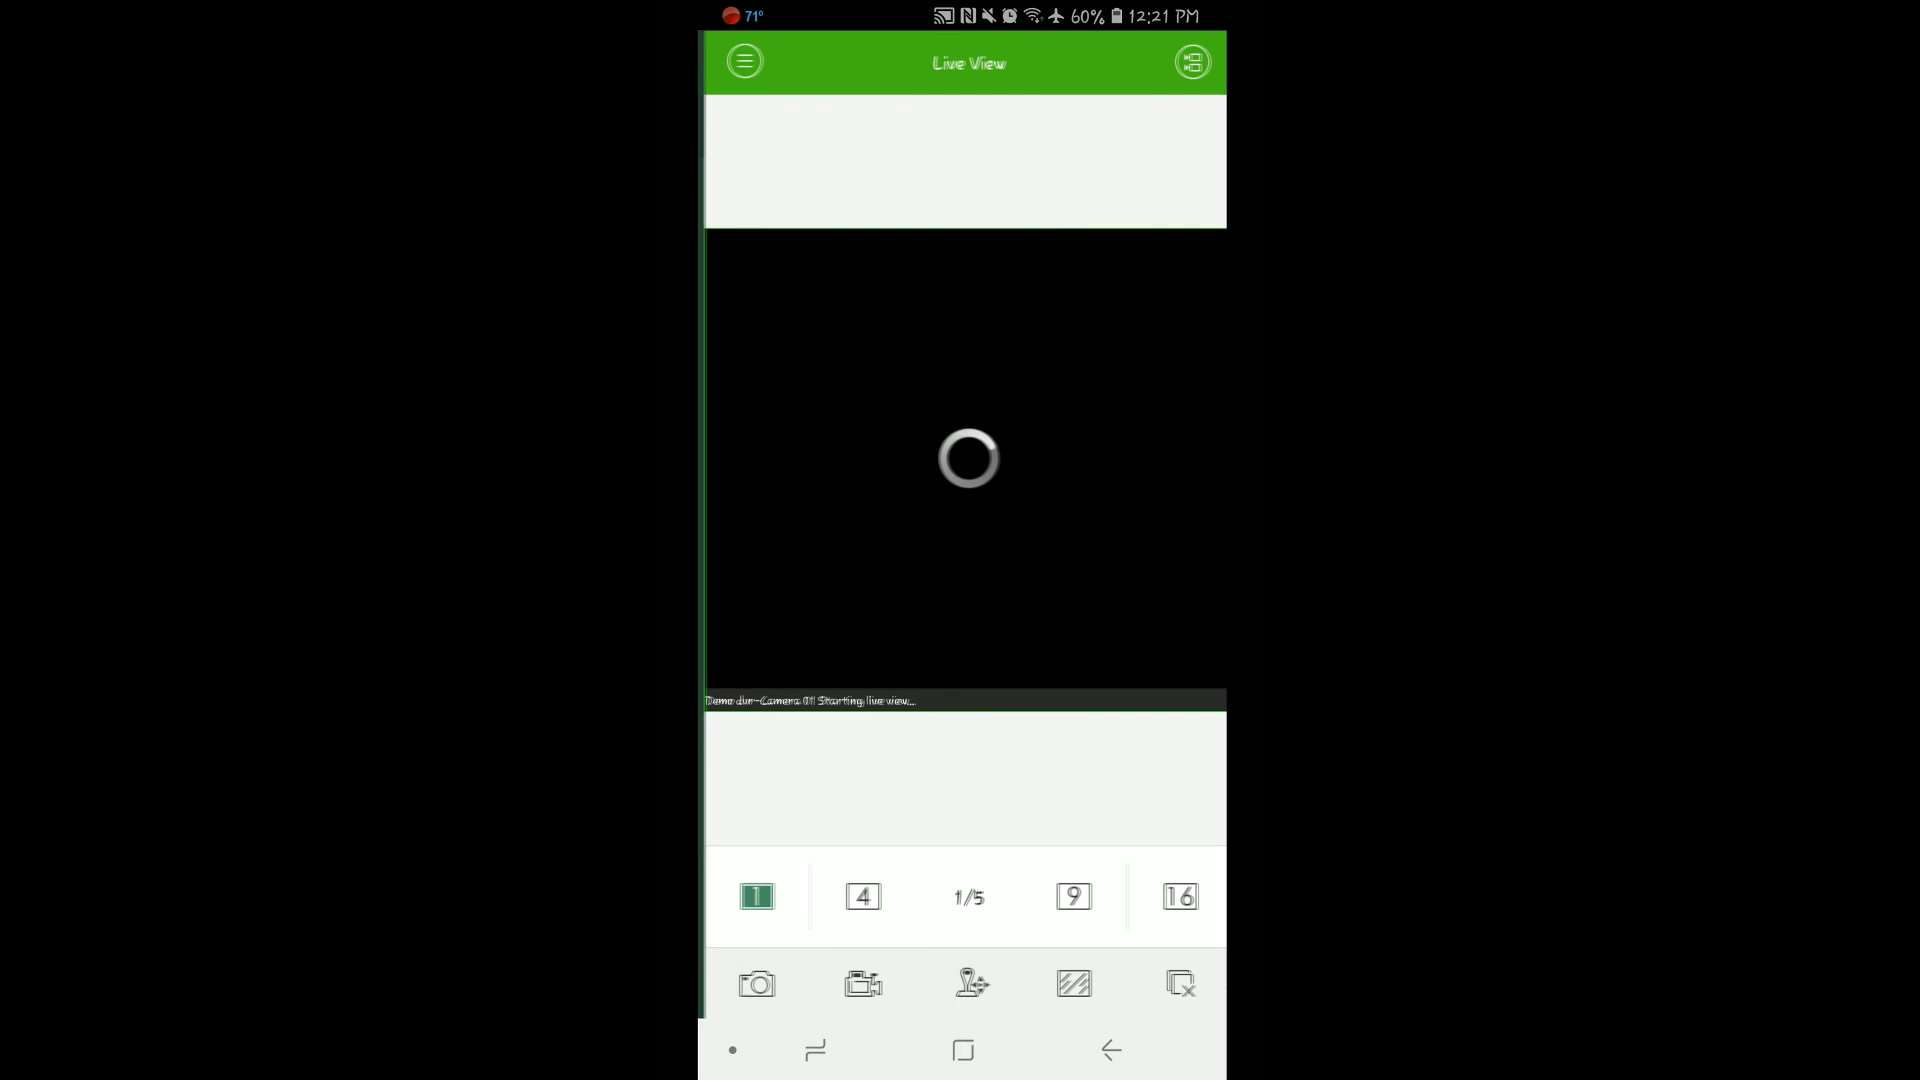 71°
60% 12:21 PM
Live View
Demo dvr-Camera 01 Starting live view...
1 4 1/5 9 16